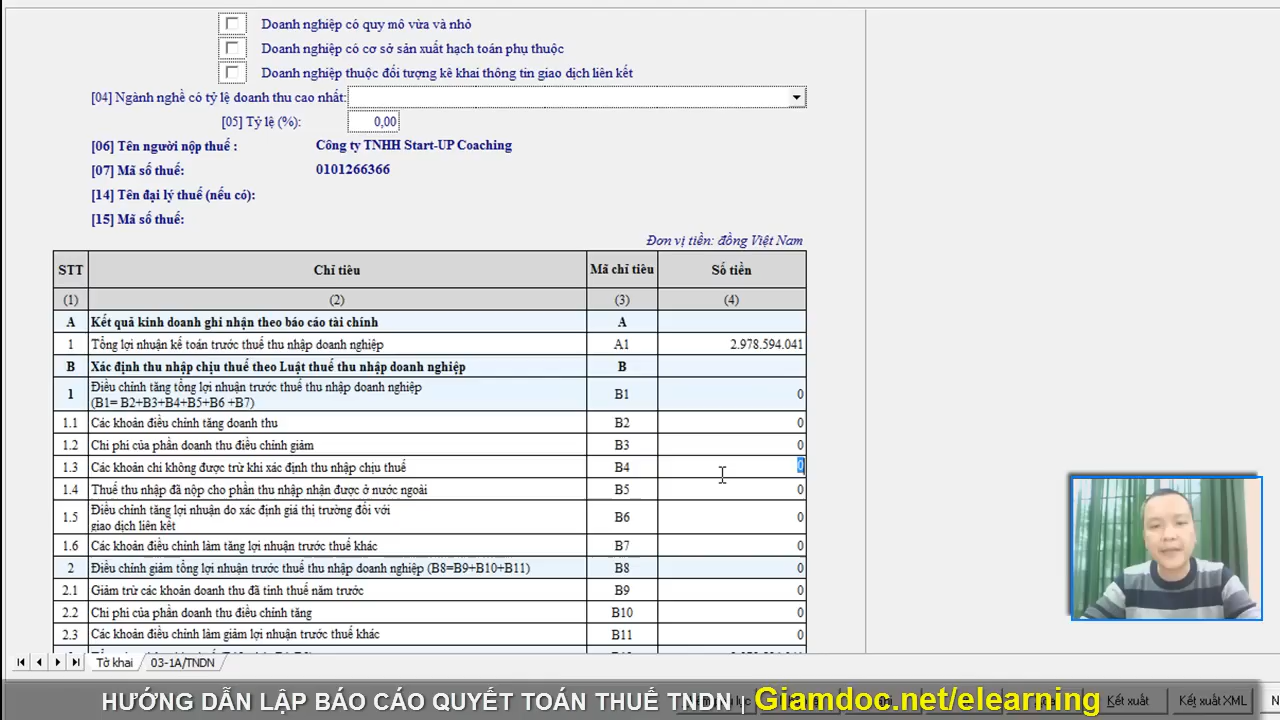 Doanh nghiệp có quy mô vừa và nhỏ
Doanh nghiệp có cơ sở sản xuất hạch toán phụ thuộc
Doanh nghiệp thuộc đối tượng kê khai thông tin giao dịch liên kết
[04] Ngành nghề có tỷ lệ doanh thu cao nhất:
[05] Tỷ lệ (%): 0,00
[06] Tên người nộp thuế : Công ty TNHH Start-UP Coaching
[07] Mã số thuế: 0101266366
[14] Tên đại lý thuế (nếu có):
[15] Mã số thuế:
Đơn vị tiền: đồng Việt Nam
STT Chỉ tiêu Mã chỉ tiêu Số tiền
(1) (2) (3) (4)
A Kết quả kinh doanh ghi nhận theo báo cáo tài chính A
1 Tổng lợi nhuận kế toán trước thuế thu nhập doanh nghiệp A1 2.978.594.041
B Xác định thu nhập chịu thuế theo Luật thuế thu nhập doanh nghiệp B
1 Điều chỉnh tăng tổng lợi nhuận trước thuế thu nhập doanh nghiệp
(B1= B2+B3+B4+B5+B6 +B7) B1 0
1.1 Các khoản điều chỉnh tăng doanh thu B2 0
1.2 Chi phí của phần doanh thu điều chỉnh giảm B3 0
1.3 Các khoản chi không được trừ khi xác định thu nhập chịu thuế B4 0
1.4 Thuế thu nhập đã nộp cho phần thu nhập nhận được ở nước ngoài B5 0
1.5 Điều chỉnh tăng lợi nhuận do xác định giá thị trường đối với
giao dịch liên kết B6 0
1.6 Các khoản điều chỉnh làm tăng lợi nhuận trước thuế khác B7 0
2 Điều chỉnh giảm tổng lợi nhuận trước thuế thu nhập doanh nghiệp (B8=B9+B10+B11) B8 0
2.1 Giảm trừ các khoản doanh thu đã tính thuế năm trước B9 0
2.2 Chi phí của phần doanh thu điều chỉnh tăng B10 0
2.3 Các khoản điều chỉnh làm giảm lợi nhuận trước thuế khác B11 0
Tờ khai 03-1A/TNDN
HƯỚNG DẪN LẬP BÁO CÁO QUYẾT TOÁN THUẾ TNDN | Giamdoc.net/elearning
Kết xuất Kết xuất XML